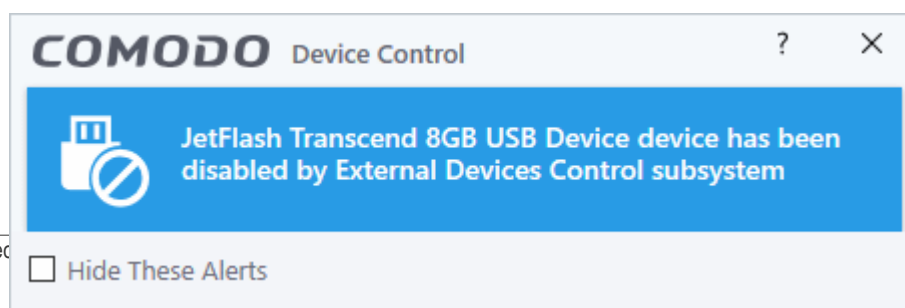 COMODO Device Control ?
JetFlash Transcend 8GB USB Device device has been
disabled by External Devices Control subsystem
Hide These Alerts